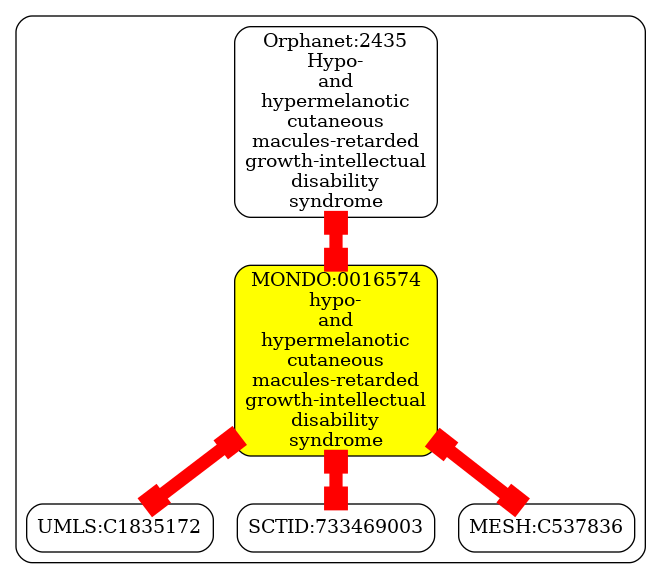 Orphanet:2435
Hypo-
and
hypermelanotic
cutaneous
macules-retarded
growth-intellectual
disability
syndrome
MONDO:0016574
hypo-
and
hypermelanotic
cutaneous
macules-retarded
growth-intellectual
disability
syndrome
UMLS:C1835172
SCTID:733469003
MESH:C537836